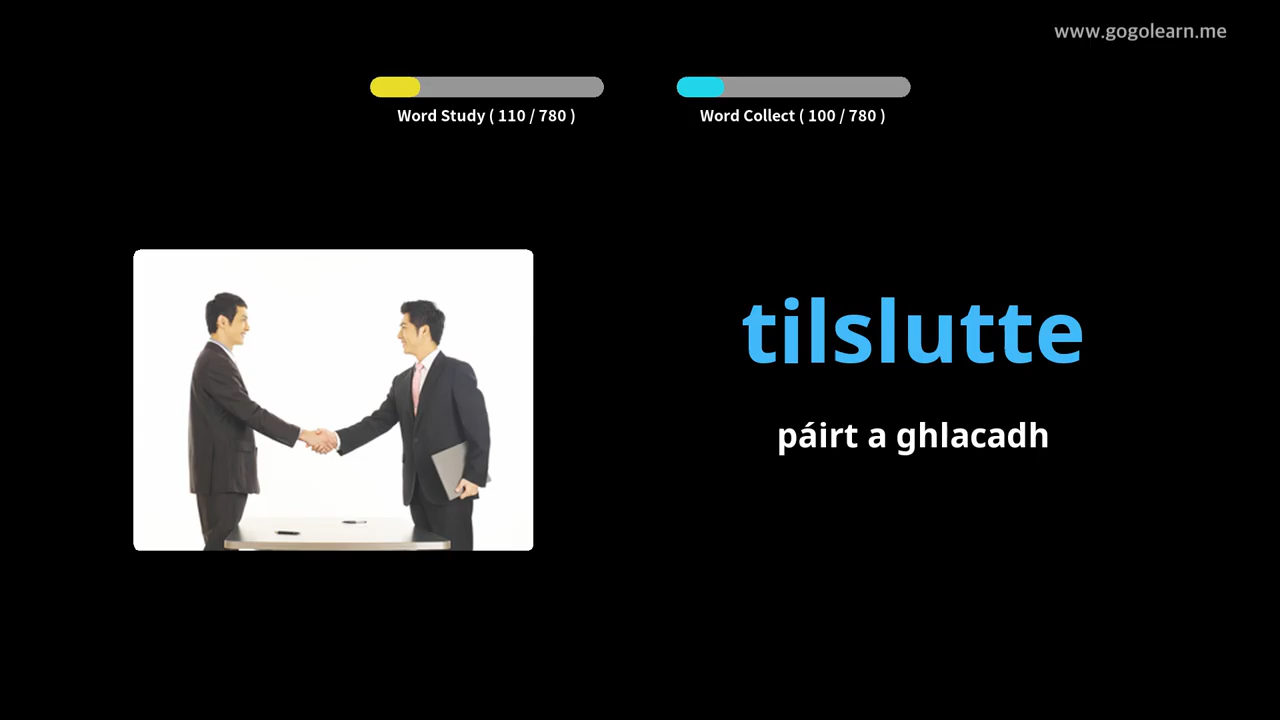 www.gogolearn.me
Word Study ( 110 / 780 )
Word Collect ( 100 / 780 )
tilslutte
páirt a ghlacadh